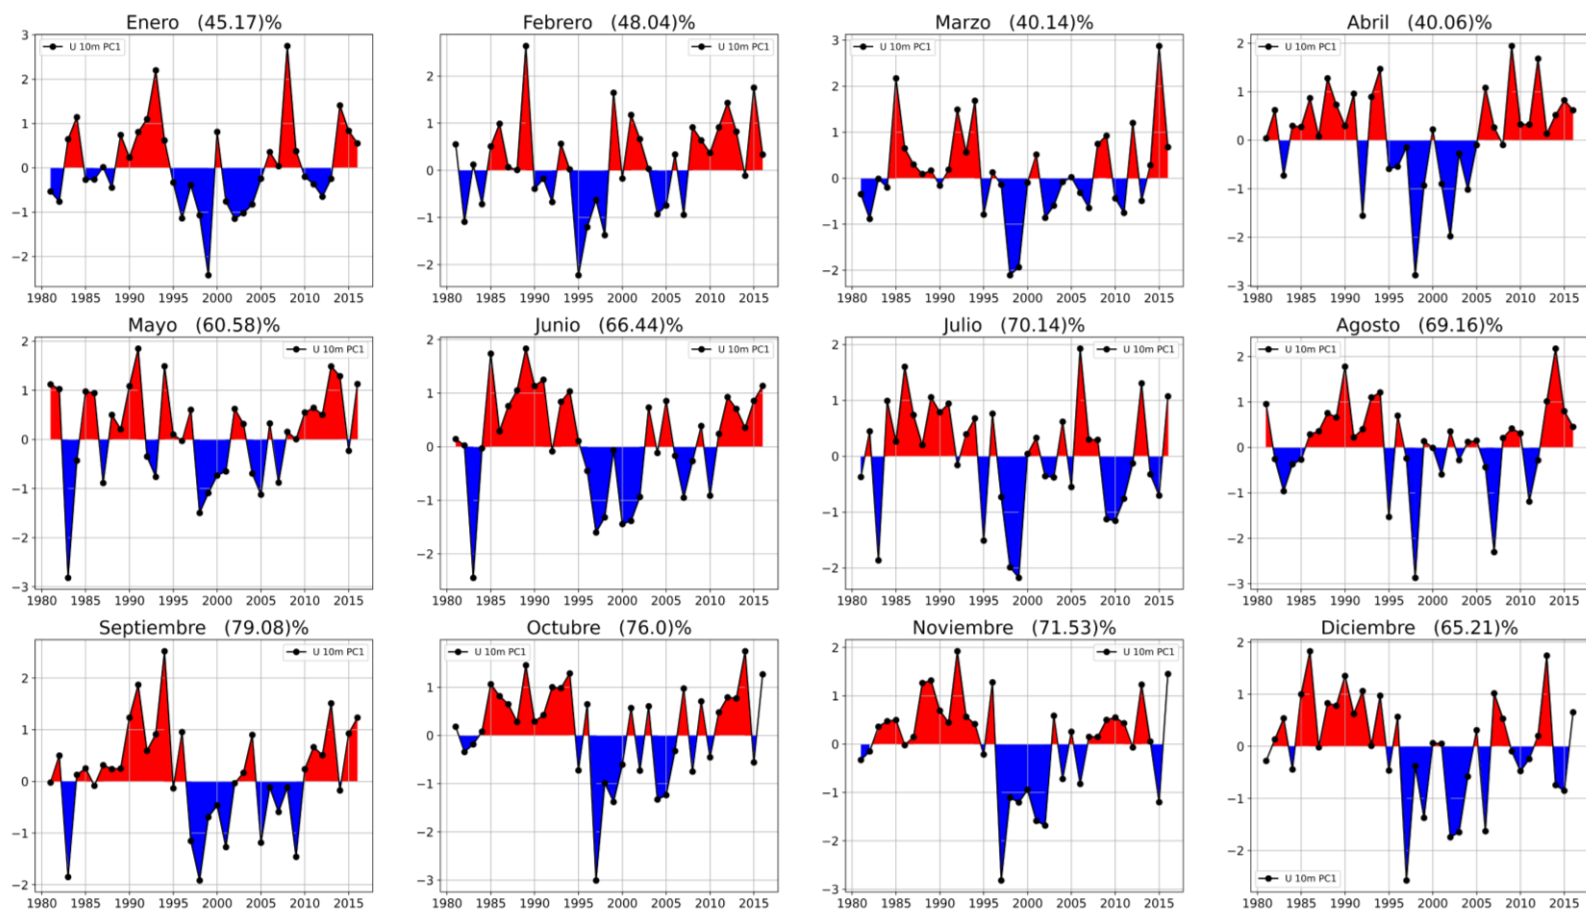 Enero (45.17)%
U 10m PC1
3
2
1
0
−1
−2
1980 1985 1990 1995 2000 2005 2010 2015
Febrero (48.04)%
U 10m PC1
2
1
0
−1
−2
1980 1985 1990 1995 2000 2005 2010 2015
Marzo (40.14)%
U 10m PC1
3
2
1
0
−1
−2
1980 1985 1990 1995 2000 2005 2010 2015
Abril (40.06)%
U 10m PC1
2
1
0
−1
−2
−3
1980 1985 1990 1995 2000 2005 2010 2015
Mayo (60.58)%
U 10m PC1
2
1
0
−1
−2
−3
1980 1985 1990 1995 2000 2005 2010 2015
Junio (66.44)%
U 10m PC1
2
1
0
−1
−2
1980 1985 1990 1995 2000 2005 2010 2015
Julio (70.14)%
U 10m PC1
2
1
0
−1
−2
1980 1985 1990 1995 2000 2005 2010 2015
Agosto (69.16)%
U 10m PC1
2
1
0
−1
−2
−3
1980 1985 1990 1995 2000 2005 2010 2015
Septiembre (79.08)%
U 10m PC1
2
1
0
−1
−2
1980 1985 1990 1995 2000 2005 2010 2015
Octubre (76.0)%
U 10m PC1
1
0
−1
−2
−3
1980 1985 1990 1995 2000 2005 2010 2015
Noviembre (71.53)%
U 10m PC1
2
1
0
−1
−2
−3
1980 1985 1990 1995 2000 2005 2010 2015
Diciembre (65.21)%
2
1
0
−1
−2
U 10m PC1
1980 1985 1990 1995 2000 2005 2010 2015